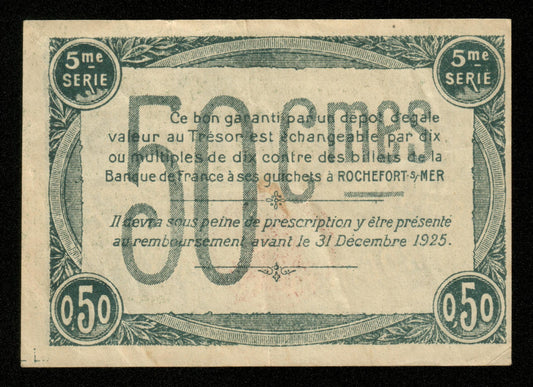 5me
SERIE
5me
SERIE
50 Cmes
Ce bon garanti par un dépôt d'égale
valeur au Trésor est échangeable par dix
ou multiples de dix contre des billets de la
Banque de France à ses guichets à ROCHEFORT-s/-MER
Il devra sous peine de prescription y être présenté
au remboursement avant le 31 Décembre 1925.
0,50
0,50